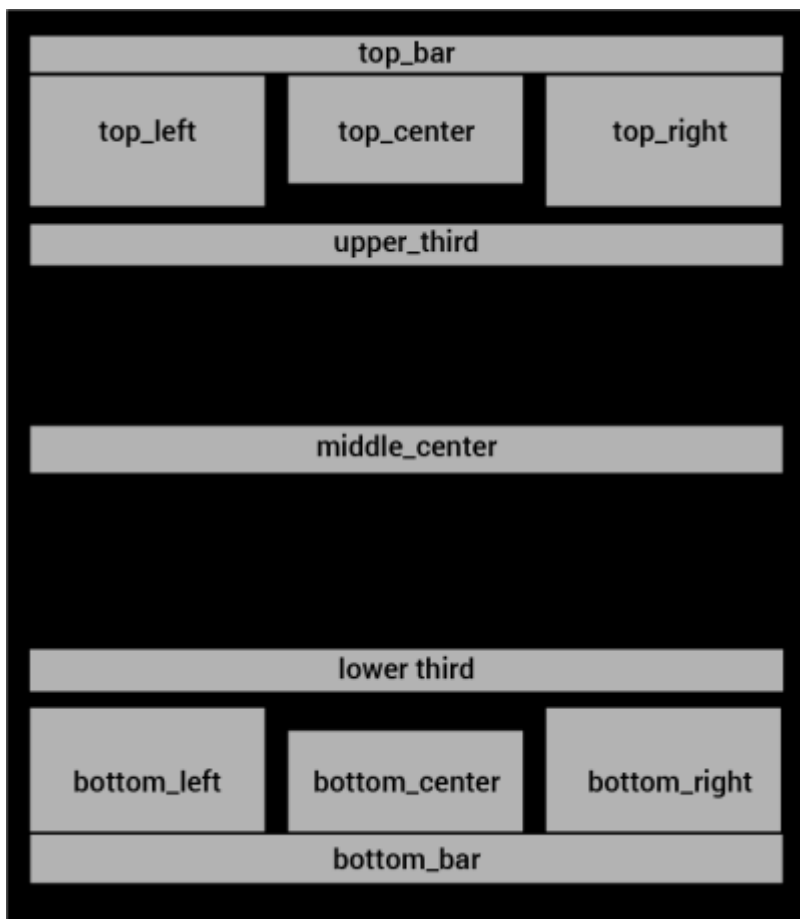 top_bar
top_left
top_center
top_right
upper_third
middle_center
lower third
bottom_left
bottom_center
bottom_right
bottom_bar